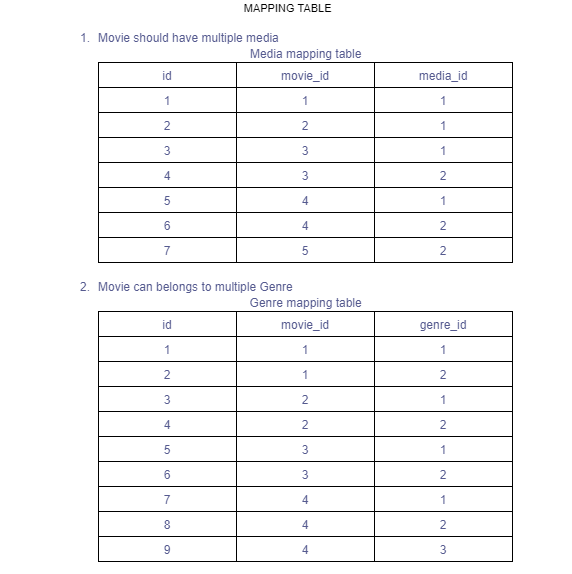 MAPPING TABLE
1. Movie should have multiple media
Media mapping table
id movie_id media_id
1 1 1
2 2 1
3 3 1
4 3 2
5 4 1
6 4 2
7 5 2
2. Movie can belongs to multiple Genre
Genre mapping table
id movie_id genre_id
1 1 1
2 1 2
3 2 1
4 2 2
5 3 1
6 3 2
7 4 1
8 4 2
9 4 3